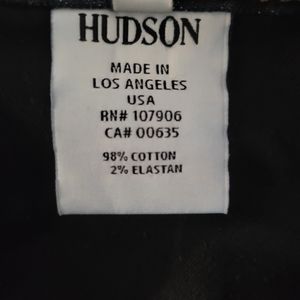 HUDSON
MADE IN
LOS ANGELES
USA
RN# 107906
CA# 00635
98% COTTON
2% ELASTAN